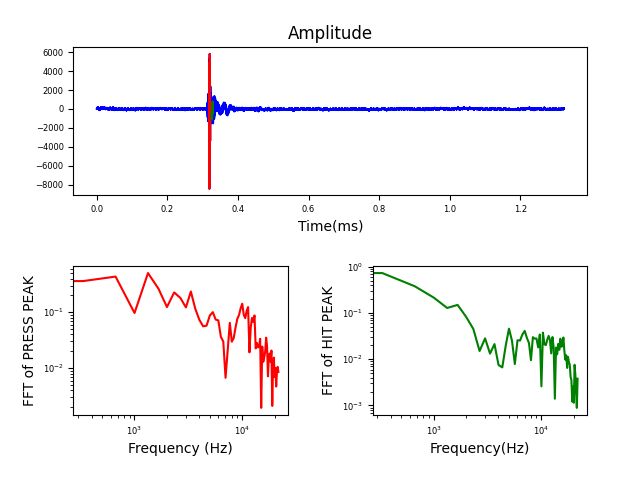 Amplitude
6000
4000
2000
0
−2000
−4000
−6000
−8000
0.0 0.2 0.4 0.6 0.8 1.0 1.2
Time(ms)
FFT of PRESS PEAK
10⁻¹
10⁻²
10³ 10⁴
Frequency (Hz)
FFT of HIT PEAK
10⁰
10⁻¹
10⁻²
10⁻³
10³ 10⁴
Frequency(Hz)